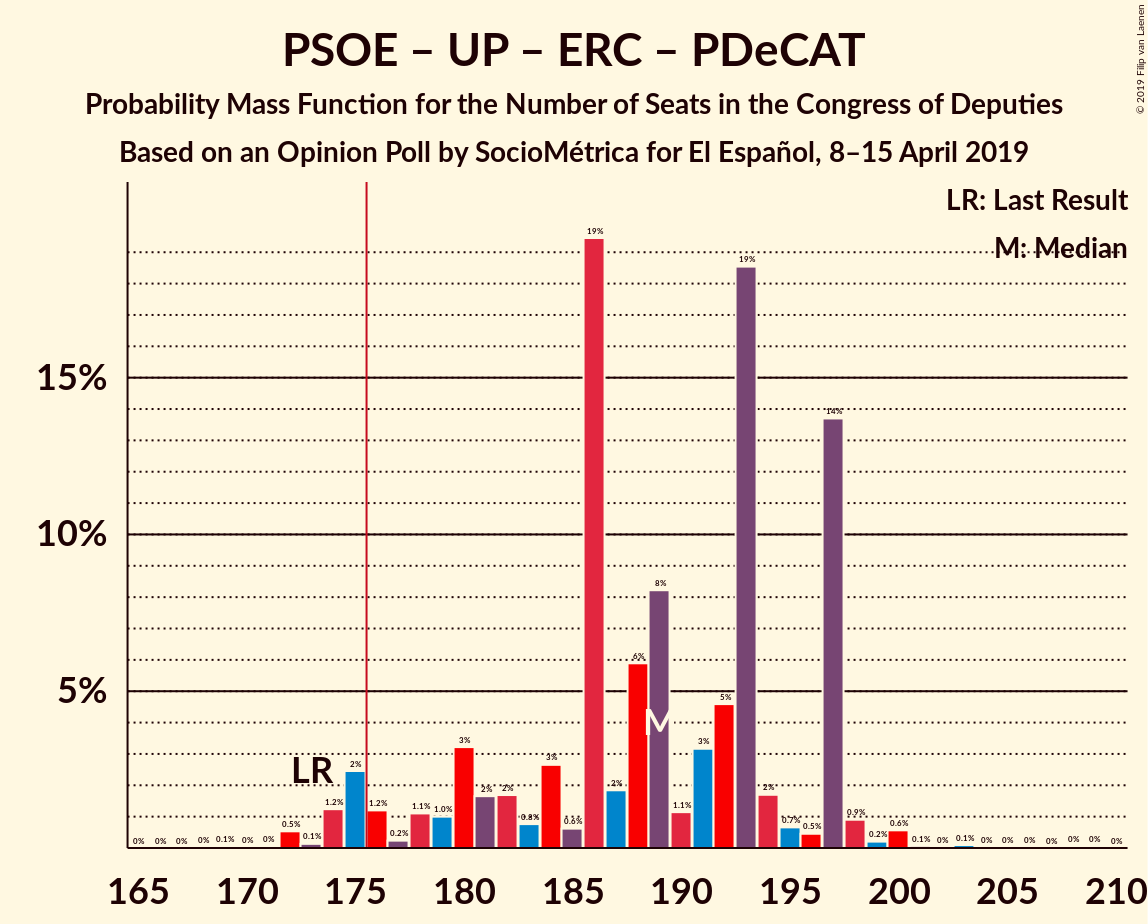 PSOE – UP – ERC – PDeCAT
Probability Mass Function for the Number of Seats in the Congress of Deputies
Based on an Opinion Poll by SocioMétrica for El Español, 8–15 April 2019
© 2019 Filip van Laenen
LR: Last Result
M: Median
15%
10%
5%
LR
M
0% 0% 0% 0% 0.1% 0% 0% 0.5% 0.1% 1.2% 2% 1.2% 0.2% 1.1% 1.0% 3% 2% 2% 0.8% 3% 0.6% 19% 2% 6% 8% 1.1% 3% 5% 19% 2% 0.7% 0.5% 14% 0.9% 0.2% 0.6% 0.1% 0% 0.1% 0% 0% 0% 0% 0% 0% 0%
165 170 175 180 185 190 195 200 205 210